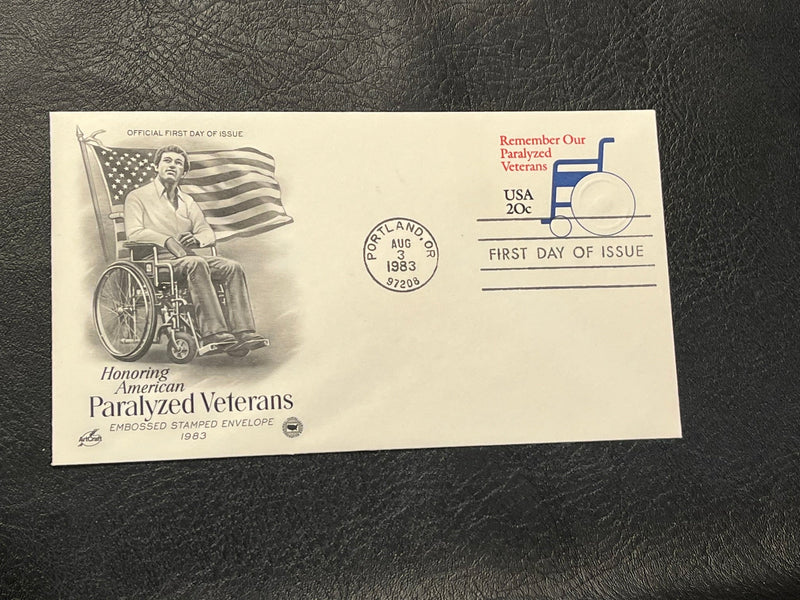 OFFICIAL FIRST DAY OF ISSUE
Remember Our
Paralyzed
Veterans
USA
20c
PORTLAND, OR
AUG
3
1983
97208
FIRST DAY OF ISSUE
Honoring
American
Paralyzed Veterans
EMBOSSED STAMPED ENVELOPE
1983
ArtCraft